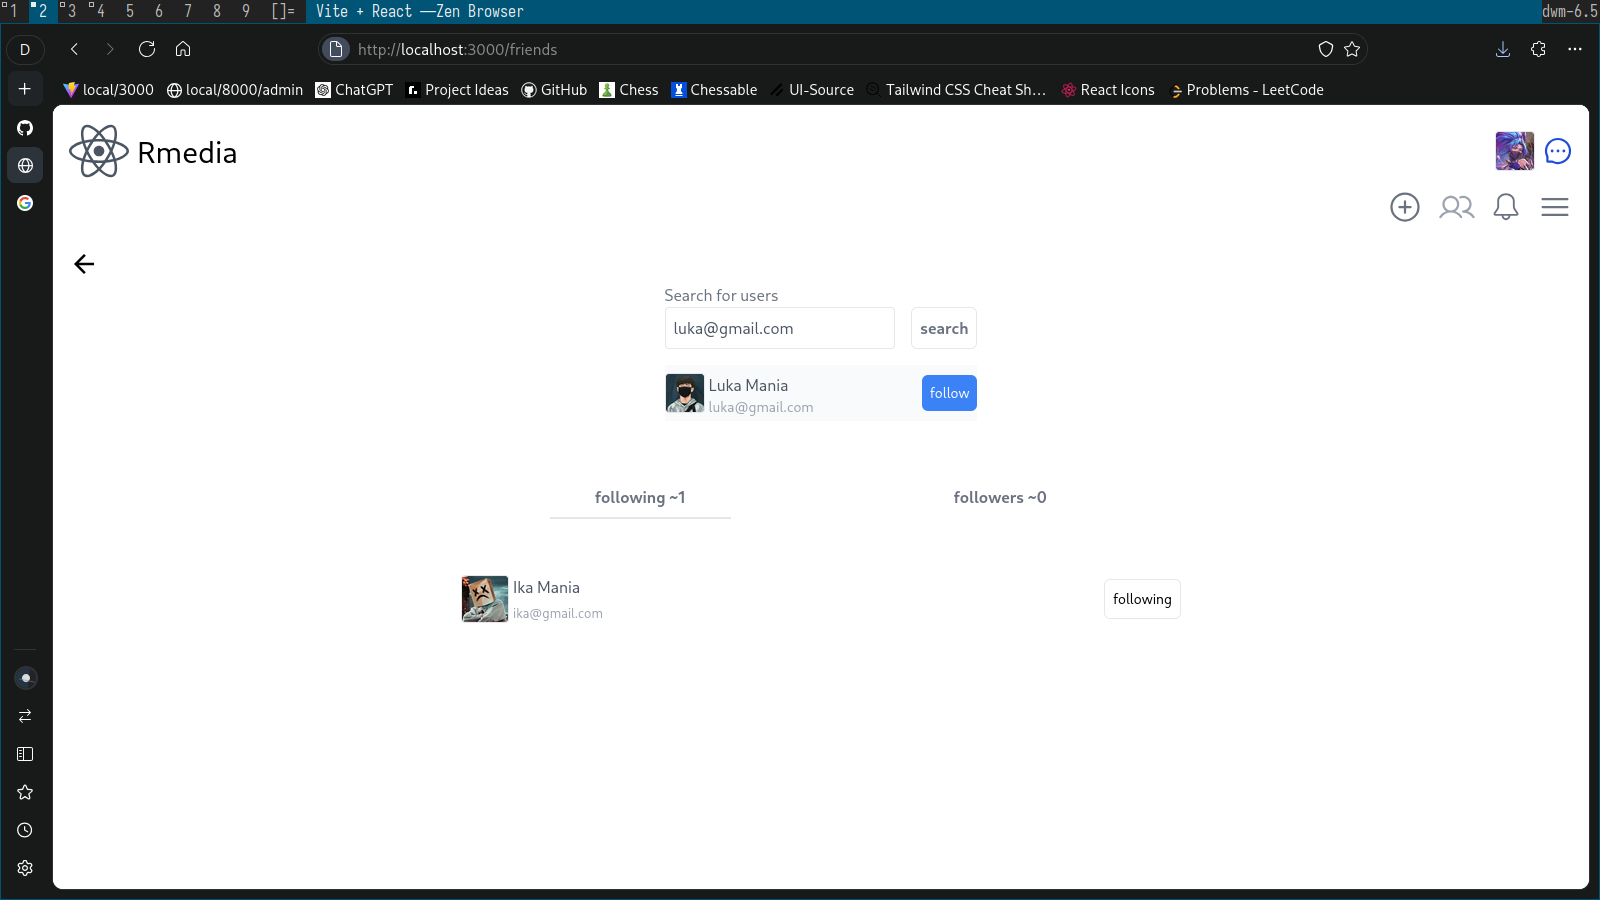 1 2 3 4 5 6 7 8 9 []= Vite + React —Zen Browser dwm-6.5
D http://localhost:3000/friends
local/3000 local/8000/admin ChatGPT Project Ideas GitHub Chess Chessable UI-Source Tailwind CSS Cheat Sh... React Icons Problems - LeetCode
Rmedia
Search for users
luka@gmail.com search
Luka Mania
luka@gmail.com
follow
following ~1 followers ~0
Ika Mania
ika@gmail.com
following